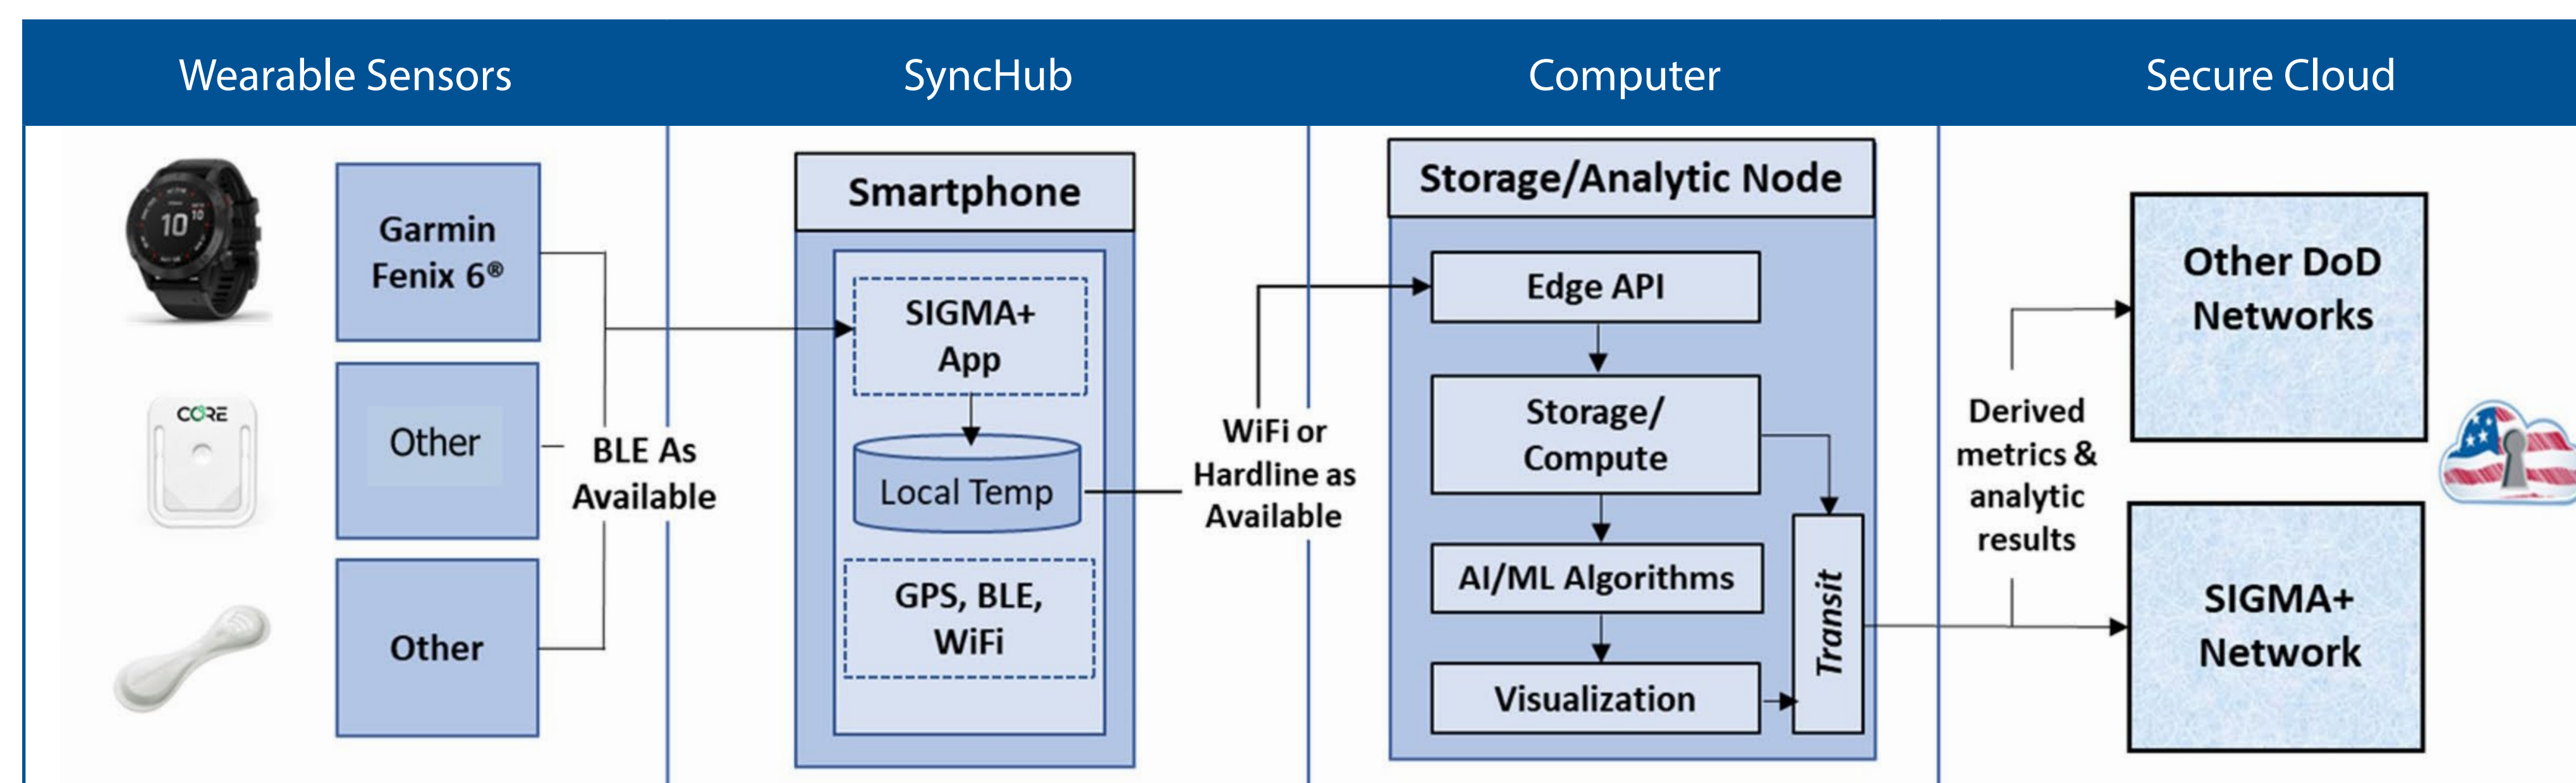 Wearable Sensors
SyncHub
Computer
Secure Cloud
10
10
Garmin
Fenix 6®
CORE
Other
Other
BLE As
Available
Smartphone
SIGMA+
App
Local Temp
GPS, BLE,
WiFi
WiFi or
Hardline as
Available
Storage/Analytic Node
Edge API
Storage/
Compute
AI/ML Algorithms
Visualization
Transit
Derived
metrics &
analytic
results
Other DoD
Networks
SIGMA+
Network